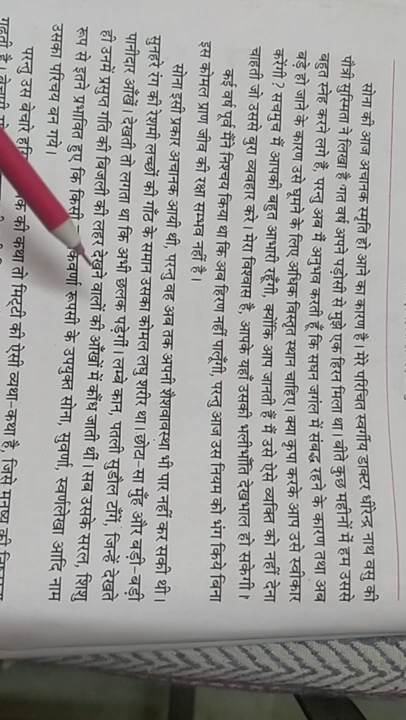 सोना की आज अचानक स्मृति हो आने का कारण है। मेरे परिचित स्वर्गीय डाक्टर धीरेन्द्र नाथ वसु की
पौत्री सुस्मिता ने लिखा है 'गत वर्ष अपने पड़ोसी से मुझे एक हिरन मिला था। बीते कुछ महीनों में हम उससे
बहुत स्नेह करने लगे हैं, परन्तु अब मैं अनुभव करती हूँ कि सघन जंगल में संबद्ध रहने के कारण तथा अब
बड़े हो जाने के कारण उसे घूमने के लिए अधिक विस्तृत स्थान चाहिए। क्या कृपा करके आप उसे स्वीकार
करेंगी? सचमुच मैं आपकी बहुत आभारी रहूँगी, क्योंकि आप जानती हैं मैं उसे ऐसे व्यक्ति को नहीं देना
चाहती जो उससे बुरा व्यवहार करे। मेरा विश्वास है, आपके यहाँ उसकी भलीभाँति देखभाल हो सकेगी।'
कई वर्ष पूर्व मैंने निश्चय किया था कि अब हिरण नहीं पालूँगी, परन्तु आज उस नियम को भंग किये बिना
इस कोमल प्राण जीव की रक्षा सम्भव नहीं है।
सोना इसी प्रकार अचानक आयी थी, परन्तु वह अब तक अपनी शैशवावस्था भी पार नहीं कर सकी थी।
सुनहरे रंग की रेशमी लच्छों की गाँठ के समान उसका कोमल लघु शरीर था। छोटा-सा मुँह और बड़ी-बड़ी
पानीदार आँखें। देखती तो लगता था कि अभी छलक पड़ेगीं। लम्बे कान, पतली सुडौल टाँगें, जिन्हें देखते
ही उनमें प्रसुप्त गति की बिजली की लहर देखने वालों की आँखों में कौंध जाती थी। सब उसके सरल, शिशु
रूप से इतने प्रभावित हुए कि किसी रूपसी के उपयुक्त सोना, सुवर्णा, स्वर्णलेखा आदि नाम
उसका परिचय बन गये।
परन्तु उस बेचारे की कथा तो मिट्टी की ऐसी व्यथा-कथा है, जिसे मनुष्य की